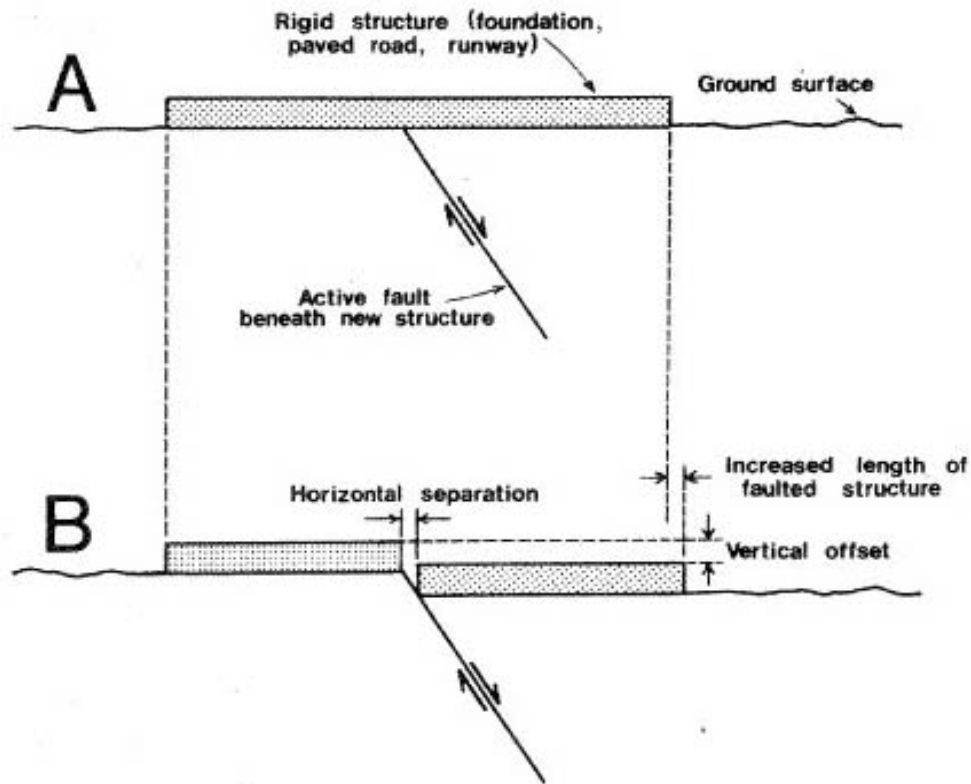 Rigid structure (foundation,
paved road, runway)
A
Ground surface
Active fault
beneath new structure
Increased length of
faulted structure
Horizontal separation
B
Vertical offset